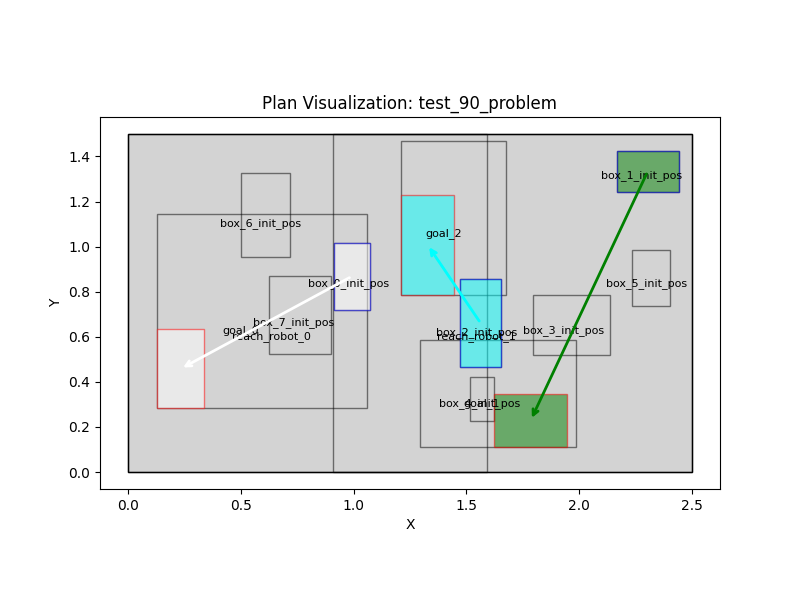 Plan Visualization: test_90_problem
Y
1.4
1.2
1.0
0.8
0.6
0.4
0.2
0.0
box_1_init_pos
box_6_init_pos
goal_2
box_0_init_pos
box_5_init_pos
box_7_init_pos
reach_robot_0
box_2_init_pos
reach_robot_1
box_3_init_pos
box_4_init_pos
goal_1
0.0 0.5 1.0 1.5 2.0 2.5
X